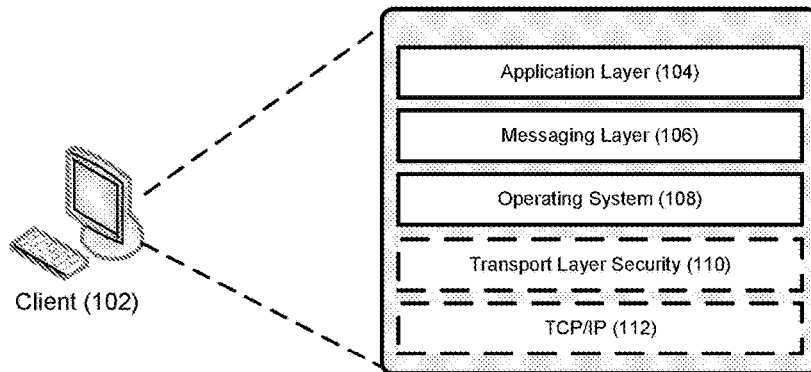 Application Layer (104)
Messaging Layer (106)
Operating System (108)
Transport Layer Security (110)
TCP/IP (112)
Client (102)